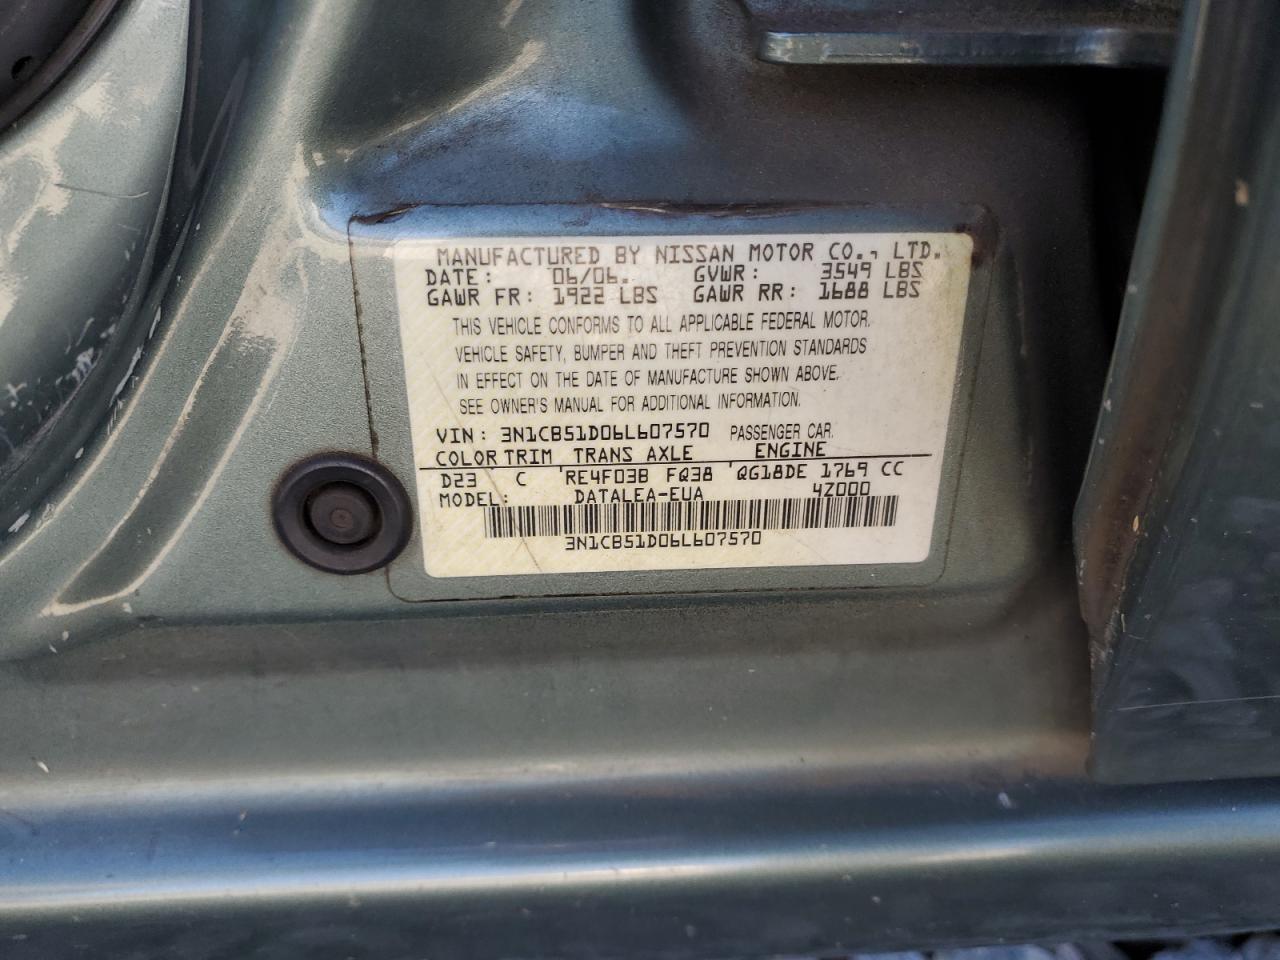 MANUFACTURED BY NISSAN MOTOR CO., LTD.
DATE: 06/06. GVWR: 3549 LBS
GAWR FR: 1922 LBS GAWR RR: 1688 LBS
THIS VEHICLE CONFORMS TO ALL APPLICABLE FEDERAL MOTOR
VEHICLE SAFETY, BUMPER AND THEFT PREVENTION STANDARDS
IN EFFECT ON THE DATE OF MANUFACTURE SHOWN ABOVE.
SEE OWNER'S MANUAL FOR ADDITIONAL INFORMATION.
VIN: 3N1CB51D06L607570 PASSENGER CAR
COLOR TRIM TRANS AXLE ENGINE
D23 C RE4F03B FQ38 QG18DE 1769 CC
MODEL: DATALEA-EUA 4Z000
3N1CB51D06L607570